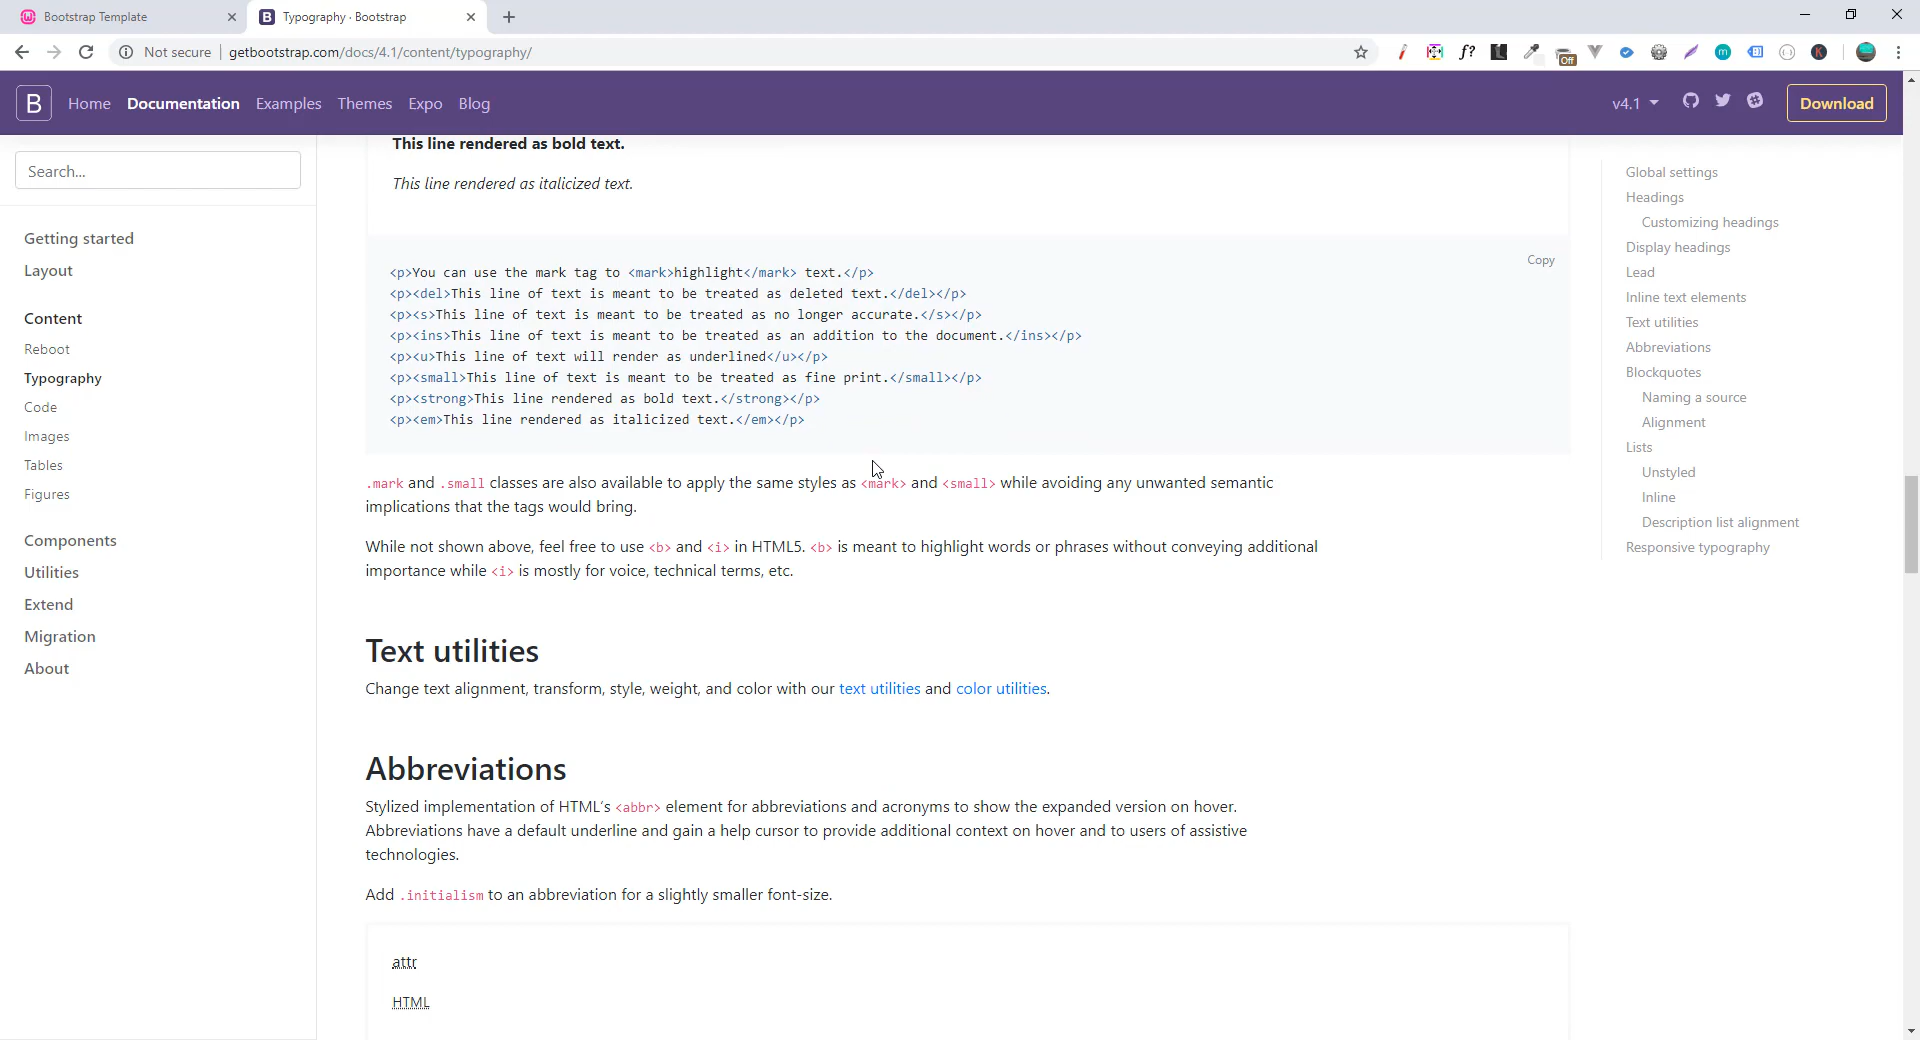 Bootstrap Template
Typography · Bootstrap
Not secure | getbootstrap.com/docs/4.1/content/typography/
f?
Off
m
K
B Home Documentation Examples Themes Expo Blog
v4.1
Download
Search...
Getting started
Layout
Content
Reboot
Typography
Code
Images
Tables
Figures
Components
Utilities
Extend
Migration
About
This line rendered as bold text.
This line rendered as italicized text.
Copy
<p>You can use the mark tag to <mark>highlight</mark> text.</p>
<p><del>This line of text is meant to be treated as deleted text.</del></p>
<p><s>This line of text is meant to be treated as no longer accurate.</s></p>
<p><ins>This line of text is meant to be treated as an addition to the document.</ins></p>
<p><u>This line of text will render as underlined</u></p>
<p><small>This line of text is meant to be treated as fine print.</small></p>
<p><strong>This line rendered as bold text.</strong></p>
<p><em>This line rendered as italicized text.</em></p>
.mark and .small classes are also available to apply the same styles as <mark> and <small> while avoiding any unwanted semantic
implications that the tags would bring.
While not shown above, feel free to use <b> and <i> in HTML5. <b> is meant to highlight words or phrases without conveying additional
importance while <i> is mostly for voice, technical terms, etc.
Text utilities
Change text alignment, transform, style, weight, and color with our text utilities and color utilities.
Abbreviations
Stylized implementation of HTML's <abbr> element for abbreviations and acronyms to show the expanded version on hover.
Abbreviations have a default underline and gain a help cursor to provide additional context on hover and to users of assistive
technologies.
Add .initialism to an abbreviation for a slightly smaller font-size.
attr
HTML
Global settings
Headings
Customizing headings
Display headings
Lead
Inline text elements
Text utilities
Abbreviations
Blockquotes
Naming a source
Alignment
Lists
Unstyled
Inline
Description list alignment
Responsive typography